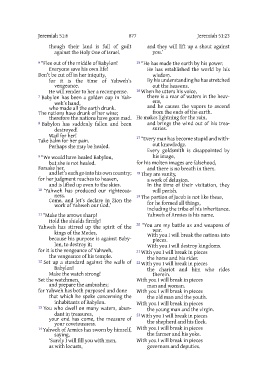 Jeremiah 51:6 877 Jeremiah 51:23
though their land is full of guilt
against the Holy One of Israel.
6 "Flee out of the middle of Babylon!
Everyone save his own life!
Don't be cut off in her iniquity,
for it is the time of Yahweh's
vengeance.
He will render to her a recompense.
7 Babylon has been a golden cup in Yah-
weh's hand,
who made all the earth drunk.
The nations have drunk of her wine;
therefore the nations have gone mad.
8 Babylon has suddenly fallen and been
destroyed!
Wail for her!
Take balm for her pain.
Perhaps she may be healed.
9 "We would have healed Babylon,
but she is not healed.
Forsake her,
and let's each go into his own country;
for her judgment reaches to heaven,
and is lifted up even to the skies.
10 'Yahweh has produced our righteous-
ness.
Come, and let's declare in Zion the
work of Yahweh our God.'
11 "Make the arrows sharp!
Hold the shields firmly!
Yahweh has stirred up the spirit of the
kings of the Medes,
because his purpose is against Baby-
lon, to destroy it;
for it is the vengeance of Yahweh,
the vengeance of his temple.
12 Set up a standard against the walls of
Babylon!
Make the watch strong!
Set the watchmen,
and prepare the ambushes;
for Yahweh has both purposed and done
that which he spoke concerning the
inhabitants of Babylon.
13 You who dwell on many waters, abun-
dant in treasures,
your end has come, the measure of
your covetousness.
14 Yahweh of Armies has sworn by himself,
saying,
'Surely I will fill you with men,
as with locusts,
and they will lift up a shout against
you.'
15 "He has made the earth by his power.
He has established the world by his
wisdom.
By his understanding he has stretched
out the heavens.
16 When he utters his voice,
there is a roar of waters in the heav-
ens,
and he causes the vapors to ascend
from the ends of the earth.
He makes lightning for the rain,
and brings the wind out of his trea-
suries.
17 "Every man has become stupid and with-
out knowledge.
Every goldsmith is disappointed by
his image,
for his molten images are falsehood,
and there is no breath in them.
18 They are vanity,
a work of delusion.
In the time of their visitation, they
will perish.
19 The portion of Jacob is not like these,
for he formed all things,
including the tribe of his inheritance.
Yahweh of Armies is his name.
20 "You are my battle ax and weapons of
war.
With you I will break the nations into
pieces.
With you I will destroy kingdoms.
21 With you I will break in pieces
the horse and his rider.
22 With you I will break in pieces
the chariot and him who rides
therein.
With you I will break in pieces
man and woman.
With you I will break in pieces
the old man and the youth.
With you I will break in pieces
the young man and the virgin.
23 With you I will break in pieces
the shepherd and his flock.
With you I will break in pieces
the farmer and his yoke.
With you I will break in pieces
governors and deputies.